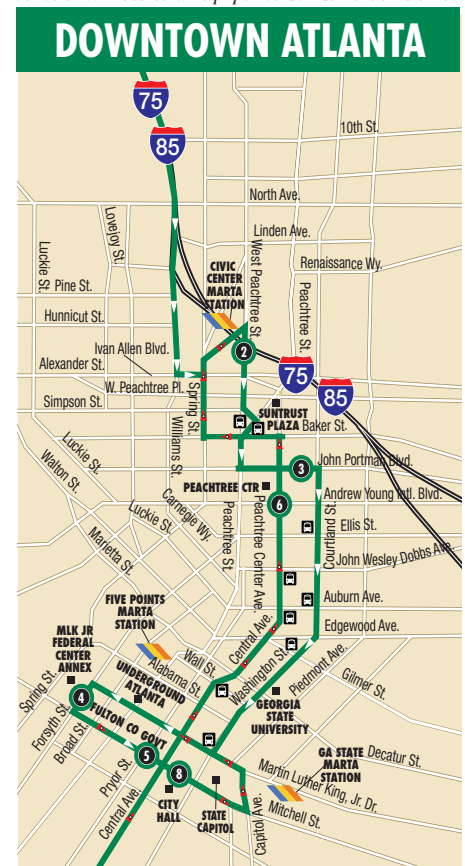 DOWNTOWN ATLANTA
75
85
10th St.
North Ave.
Lovejoy St.
Linden Ave.
Luckie St.
West Peachtree St.
Renaissance Wy.
CIVIC
CENTER
MARTA
STATION
Peachtree St.
Pine St.
Hunnicut St.
Ivan Allen Blvd.
2
Alexander St.
75
85
W. Peachtree Pl.
Spring St.
Simpson St.
SUNTRUST
PLAZA
Baker St.
Williams St.
Luckie St.
John Portman Blvd.
3
Walton St.
PEACHTREE CTR
Andrew Young Intl. Blvd.
Carnegie Wy.
6
Luckie St.
Peachtree St.
Peachtree Center Ave.
Courtland St.
Ellis St.
Marietta St.
John Wesley Dobbs Ave.
FIVE POINTS
MARTA
STATION
Auburn Ave.
Edgewood Ave.
MLK JR
FEDERAL
CENTER
ANNEX
Wall St.
Central Ave.
Alabama St.
Washington St.
Piedmont Ave.
Gilmer St.
UNDERGROUND
ATLANTA
Spring St.
4
FULTON CO GOVT
GEORGIA
STATE
UNIVERSITY
Forsyth St.
Broad St.
Decatur St.
GA STATE
MARTA
STATION
5
8
Martin Luther King, Jr. Dr.
Pryor St.
CITY
HALL
STATE
CAPITOL
Mitchell St.
Central Ave.
Capitol Ave.